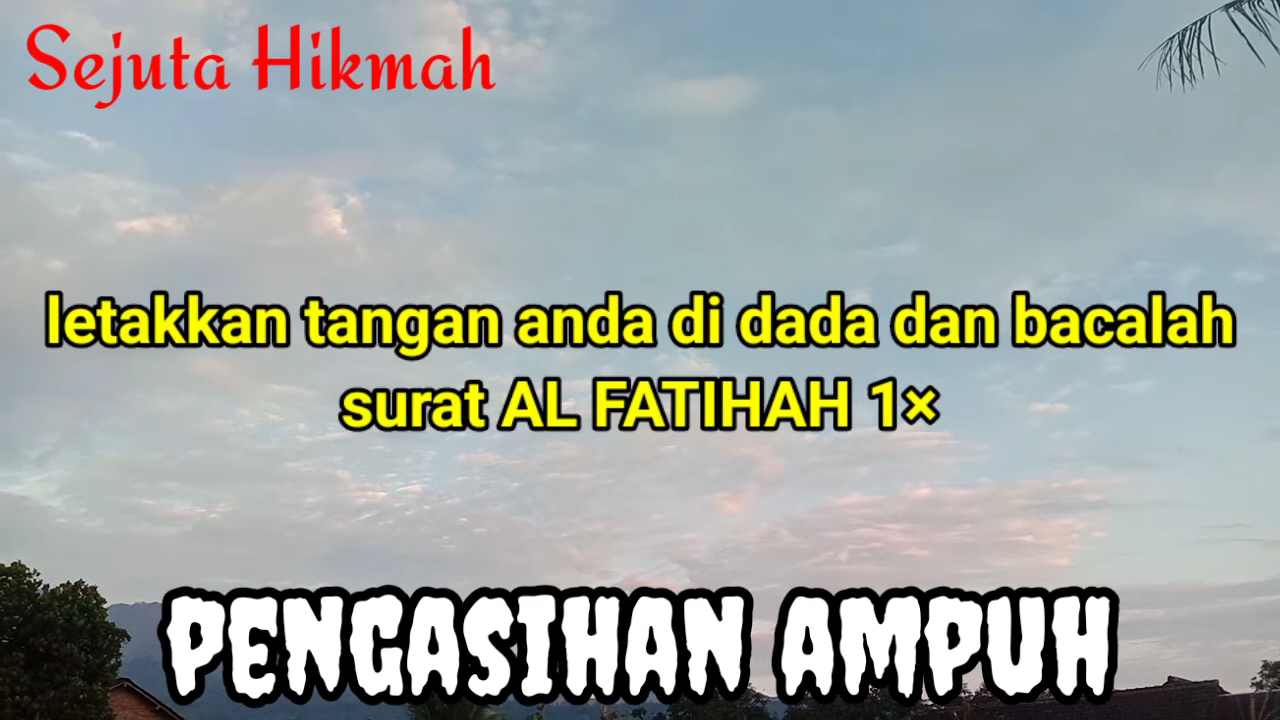 Sejuta Hikmah
letakkan tangan anda di dada dan bacalah
surat AL FATIHAH 1×
PENGASIHAN AMPUH